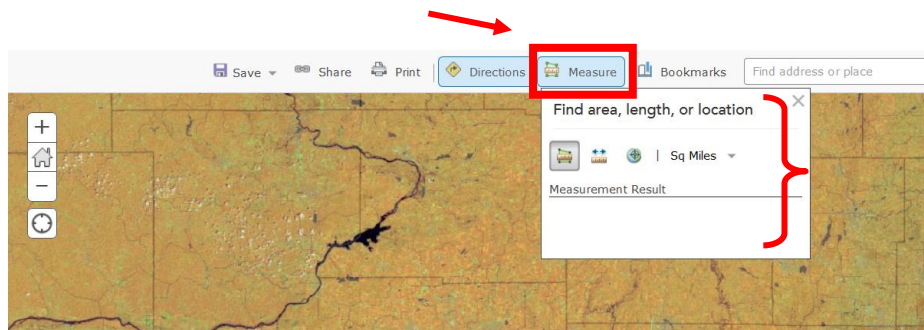 Save Share Print Directions Measure Bookmarks Find address or place
Find area, length, or location
Sq Miles
Measurement Result